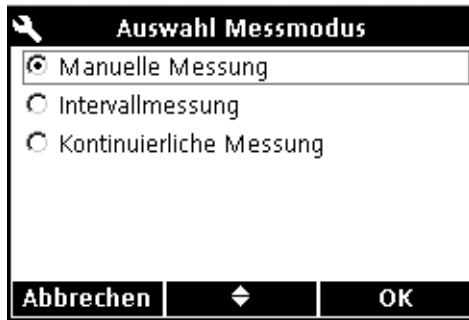 Auswahl Messmodus
Manuelle Messung
Intervallmessung
Kontinuierliche Messung
Abbrechen OK